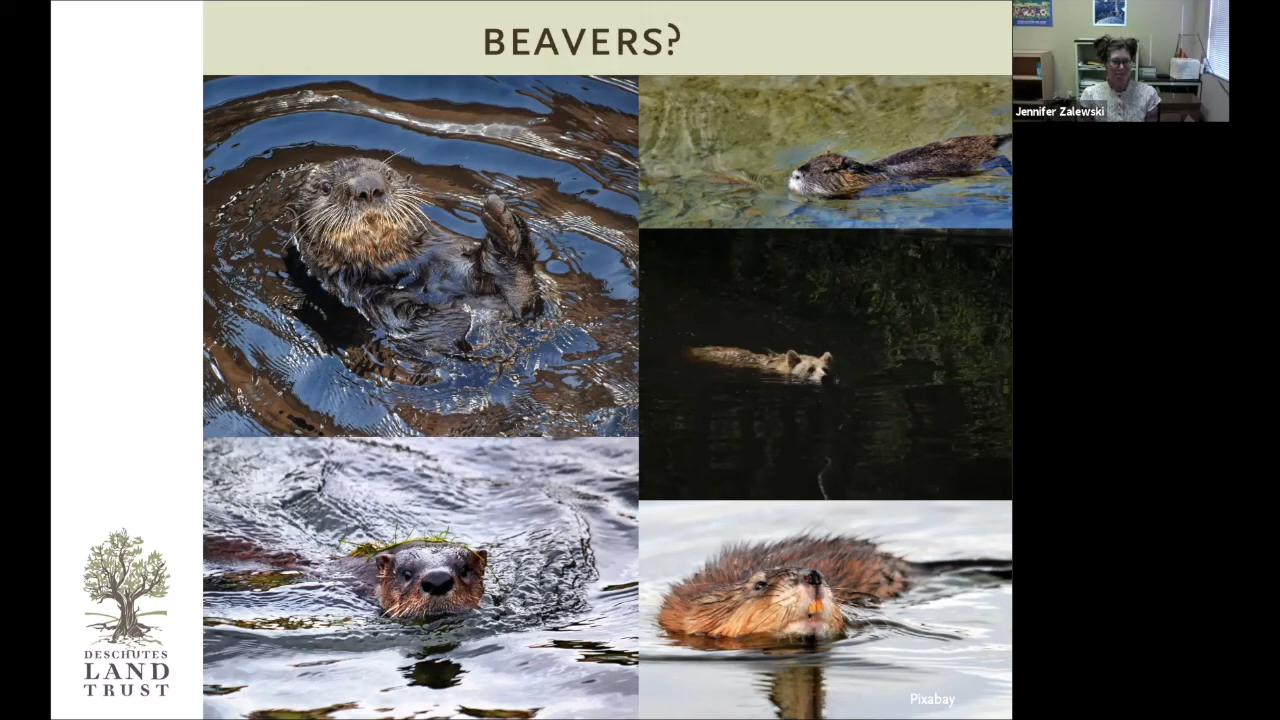 BEAVERS?
Jennifer Zalewski
DESCHUTES
LAND
TRUST
Pixabay